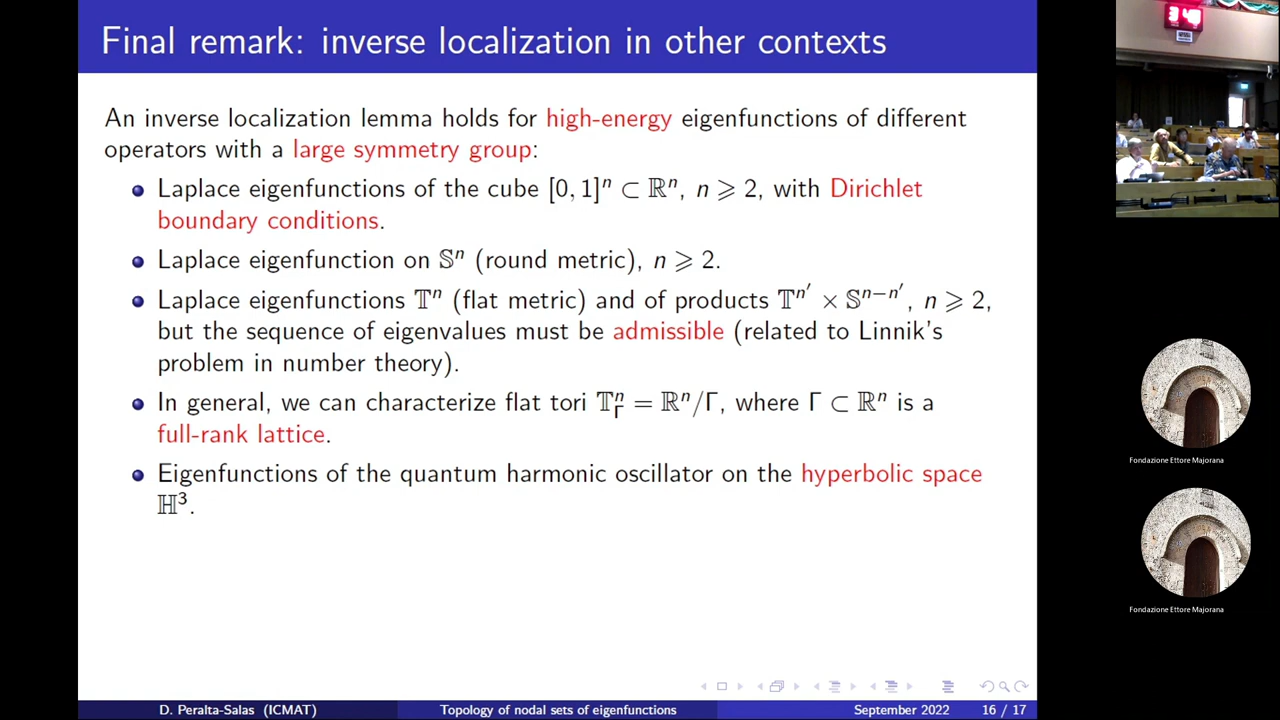 Final remark: inverse localization in other contexts
An inverse localization lemma holds for high-energy eigenfunctions of different
operators with a large symmetry group:
Laplace eigenfunctions of the cube [0, 1]ⁿ ⊂ ℝⁿ, n ⩾ 2, with Dirichlet
boundary conditions.
Laplace eigenfunction on 𝕊ⁿ (round metric), n ⩾ 2.
Laplace eigenfunctions 𝕋ⁿ (flat metric) and of products 𝕋ⁿ′ × 𝕊ⁿ⁻ⁿ′, n ⩾ 2,
but the sequence of eigenvalues must be admissible (related to Linnik's
problem in number theory).
In general, we can characterize flat tori 𝕋ⁿ_Γ = ℝⁿ/Γ, where Γ ⊂ ℝⁿ is a
full-rank lattice.
Eigenfunctions of the quantum harmonic oscillator on the hyperbolic space
ℍ³.
D. Peralta-Salas (ICMAT) Topology of nodal sets of eigenfunctions September 2022 16 / 17
Fondazione Ettore Majorana
Fondazione Ettore Majorana